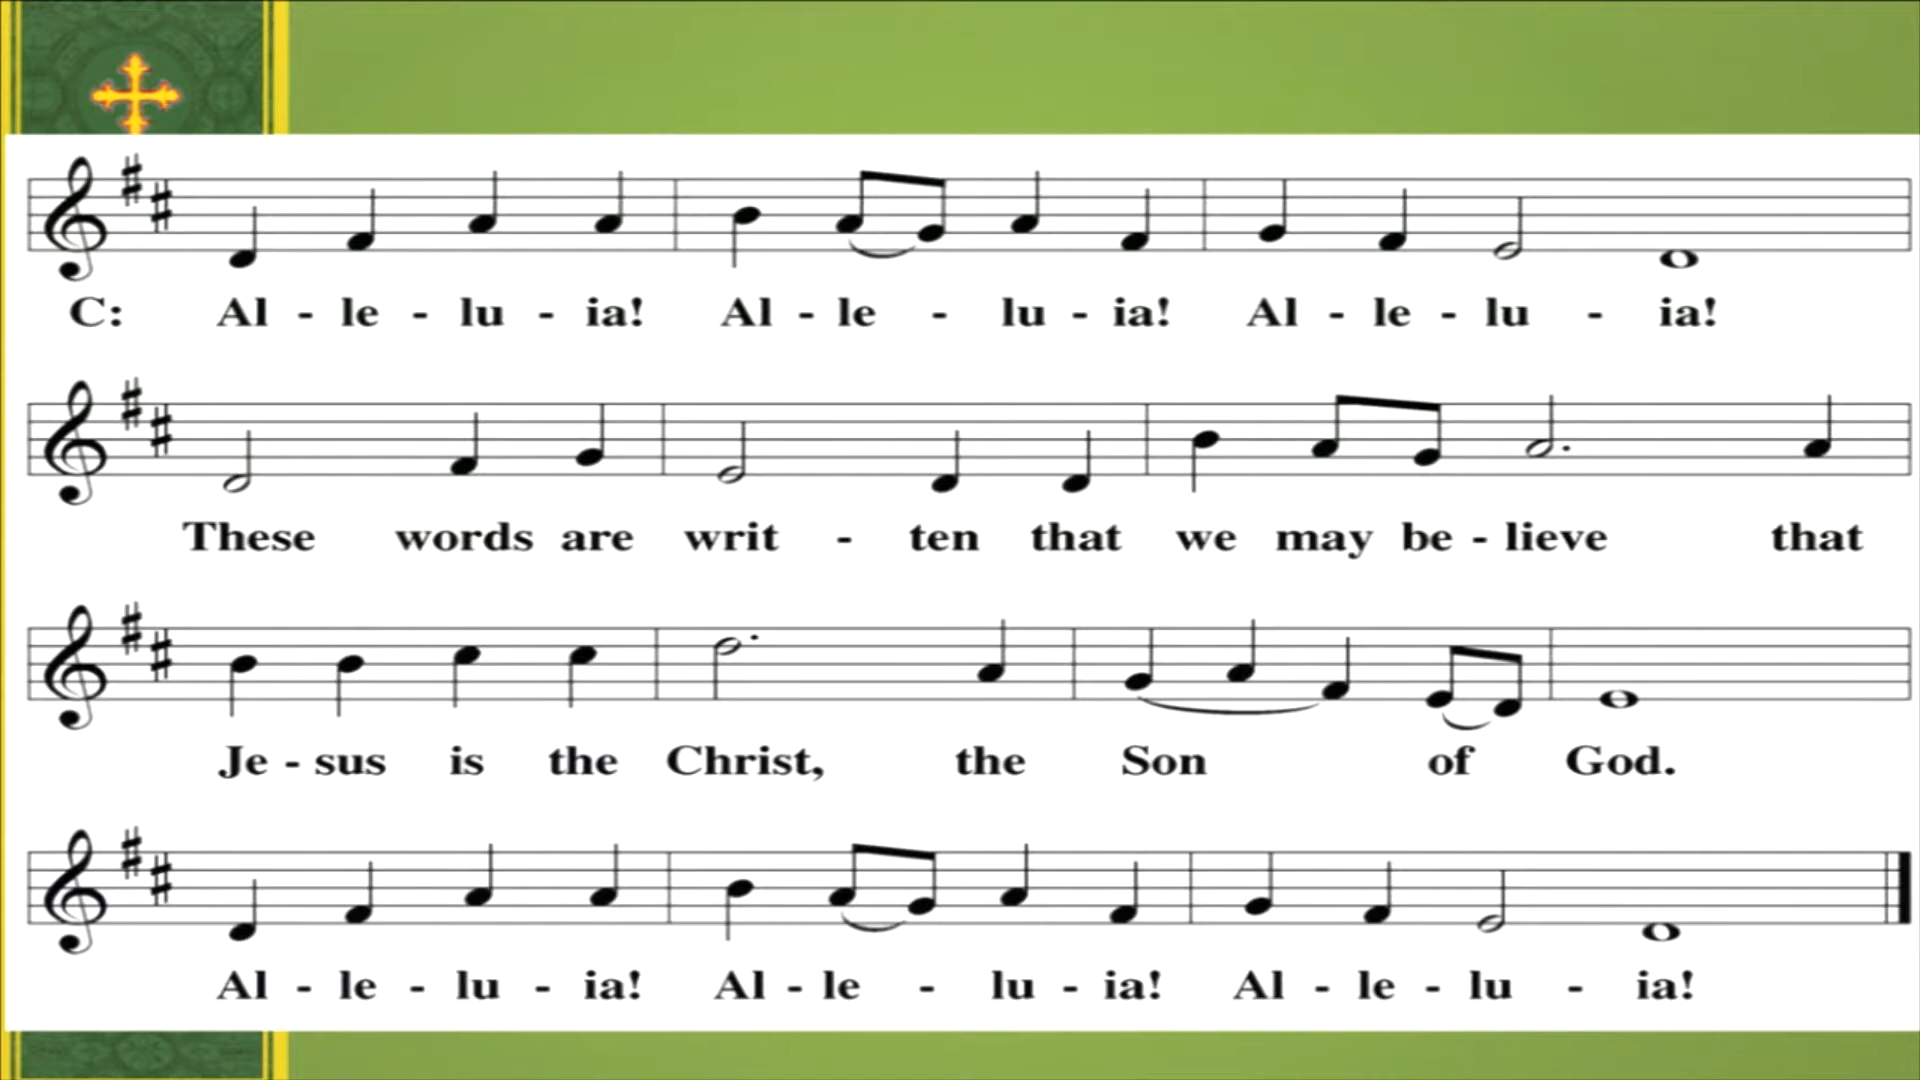 C: Al - le - lu - ia! Al - le - lu - ia! Al - le - lu - ia!
These words are writ - ten that we may be - lieve that
Je - sus is the Christ, the Son of God.
Al - le - lu - ia! Al - le - lu - ia! Al - le - lu - ia!